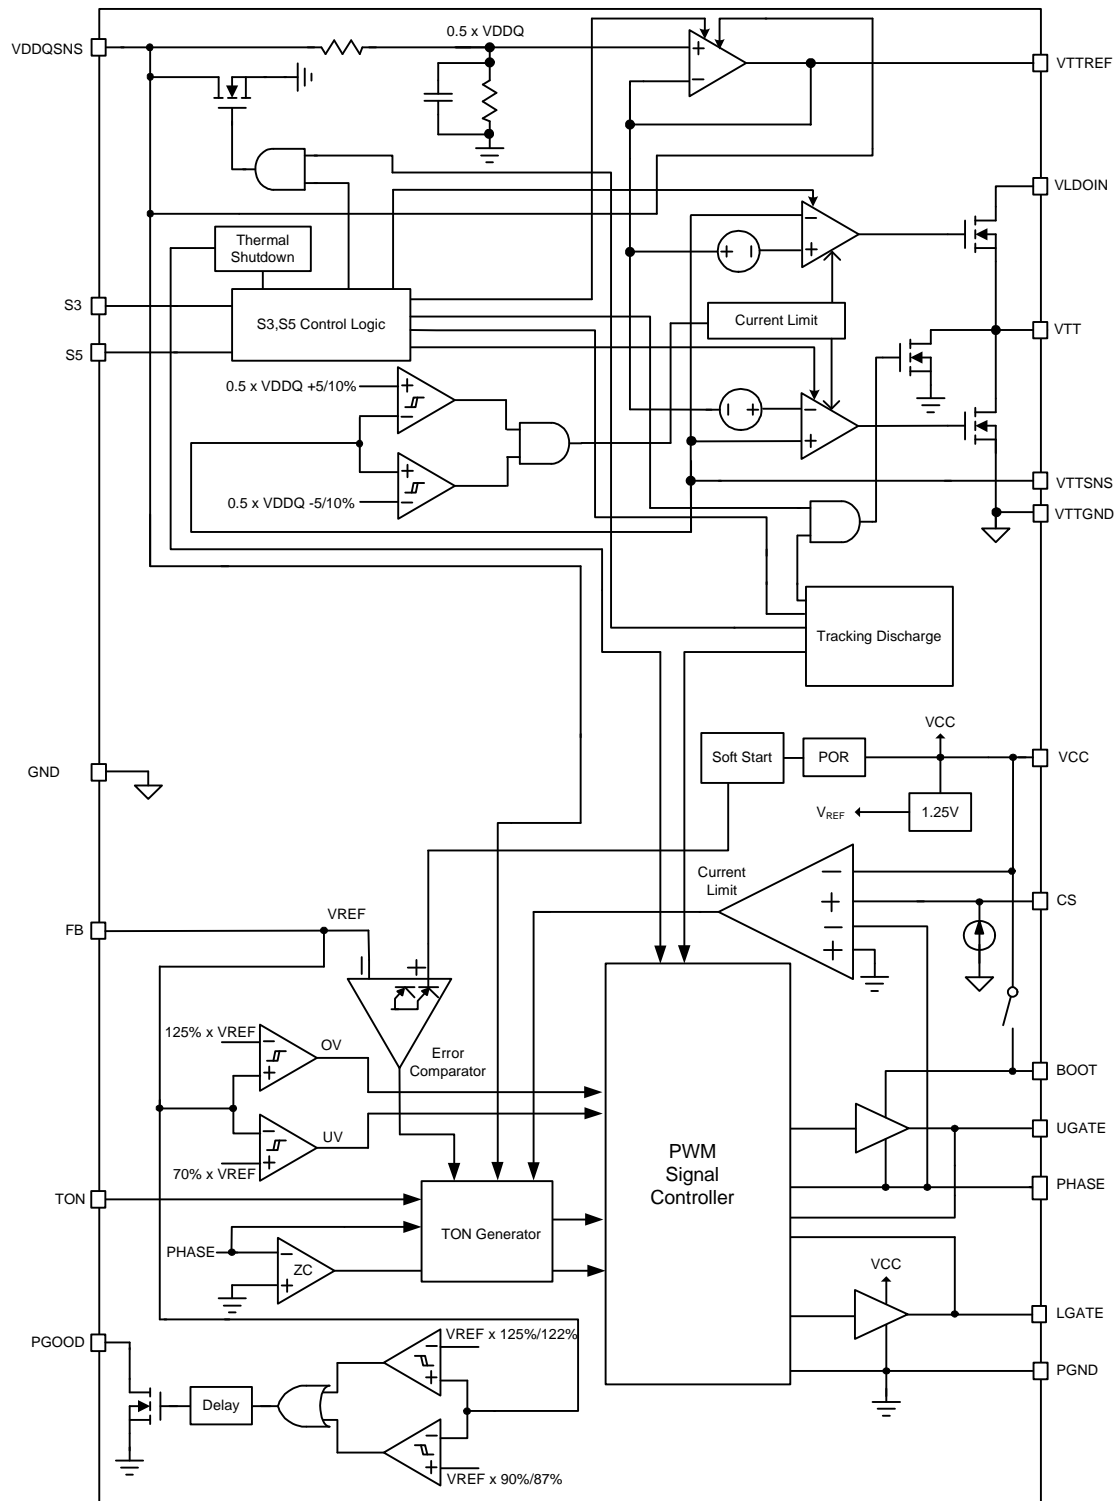 0.5 x VDDQ
VDDQSNS
VTTREF
VLDOIN
Thermal
Shutdown
S3
S3,S5 Control Logic
Current Limit
VTT
S5
0.5 x VDDQ +5/10%
0.5 x VDDQ -5/10%
VTTSNS
VTTGND
Tracking Discharge
VCC
GND
Soft Start
POR
VCC
VREF
1.25V
Current
Limit
CS
FB
VREF
125% x VREF
OV
Error
Comparator
BOOT
UV
UGATE
70% x VREF
PWM
Signal
Controller
TON
PHASE
TON Generator
PHASE
ZC
VCC
LGATE
PGOOD
VREF x 125%/122%
PGND
Delay
VREF x 90%/87%